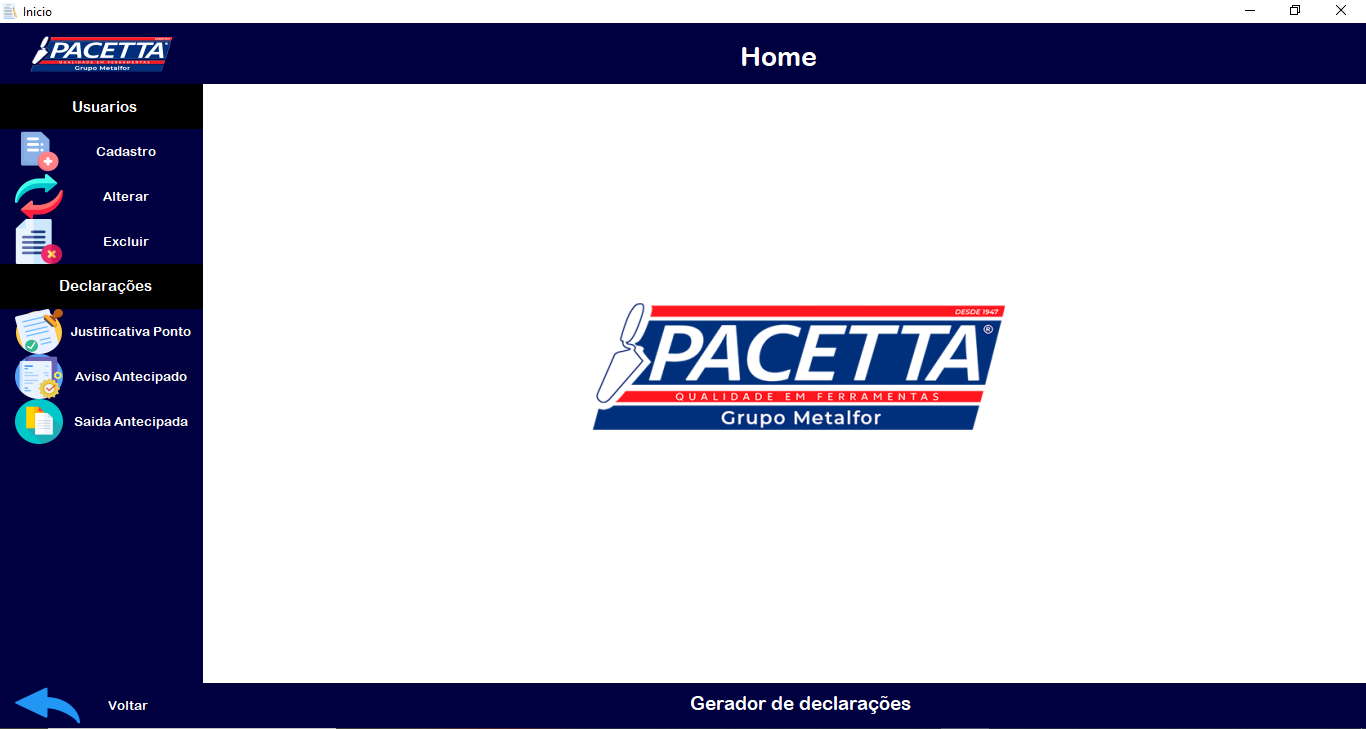 Inicio
PACETTA
QUALIDADE EM FERRAMENTAS
Grupo Metalfor
Home
Usuarios
Cadastro
Alterar
Excluir
Declarações
Justificativa Ponto
Aviso Antecipado
Saida Antecipada
DESDE 1947
PACETTA®
QUALIDADE EM FERRAMENTAS
Grupo Metalfor
Voltar
Gerador de declarações